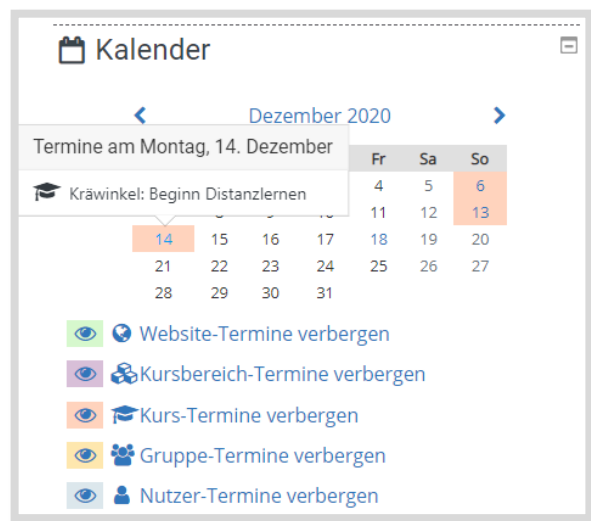 Kalender
Dezember 2020
Termine am Montag, 14. Dezember
Kräwinkel: Beginn Distanzlernen
Fr Sa So
4 5 6
11 12 13
14 15 16 17 18 19 20
21 22 23 24 25 26 27
28 29 30 31
Website-Termine verbergen
Kursbereich-Termine verbergen
Kurs-Termine verbergen
Gruppe-Termine verbergen
Nutzer-Termine verbergen